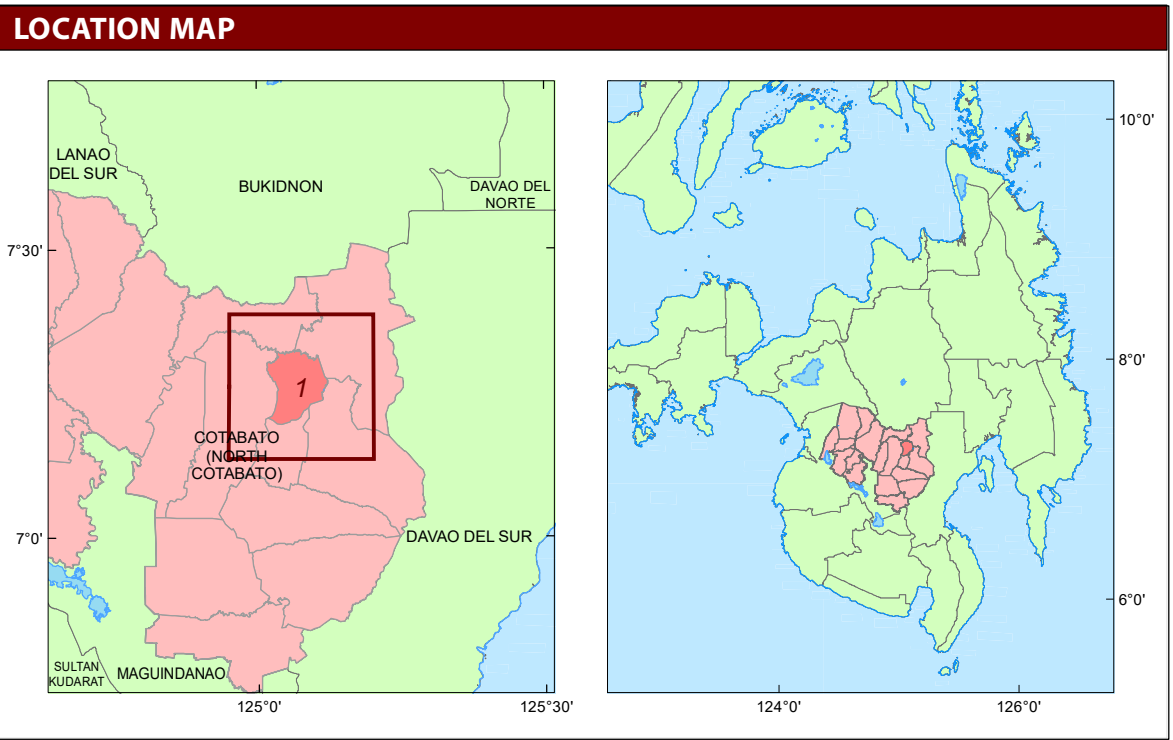 LOCATION MAP
LANAO
DEL SUR
BUKIDNON
DAVAO DEL
NORTE
7°30'
1
COTABATO
(NORTH
COTABATO)
7°0'
DAVAO DEL SUR
SULTAN
KUDARAT
MAGUINDANAO
125°0'
125°30'
10°0'
8°0'
6°0'
124°0'
126°0'